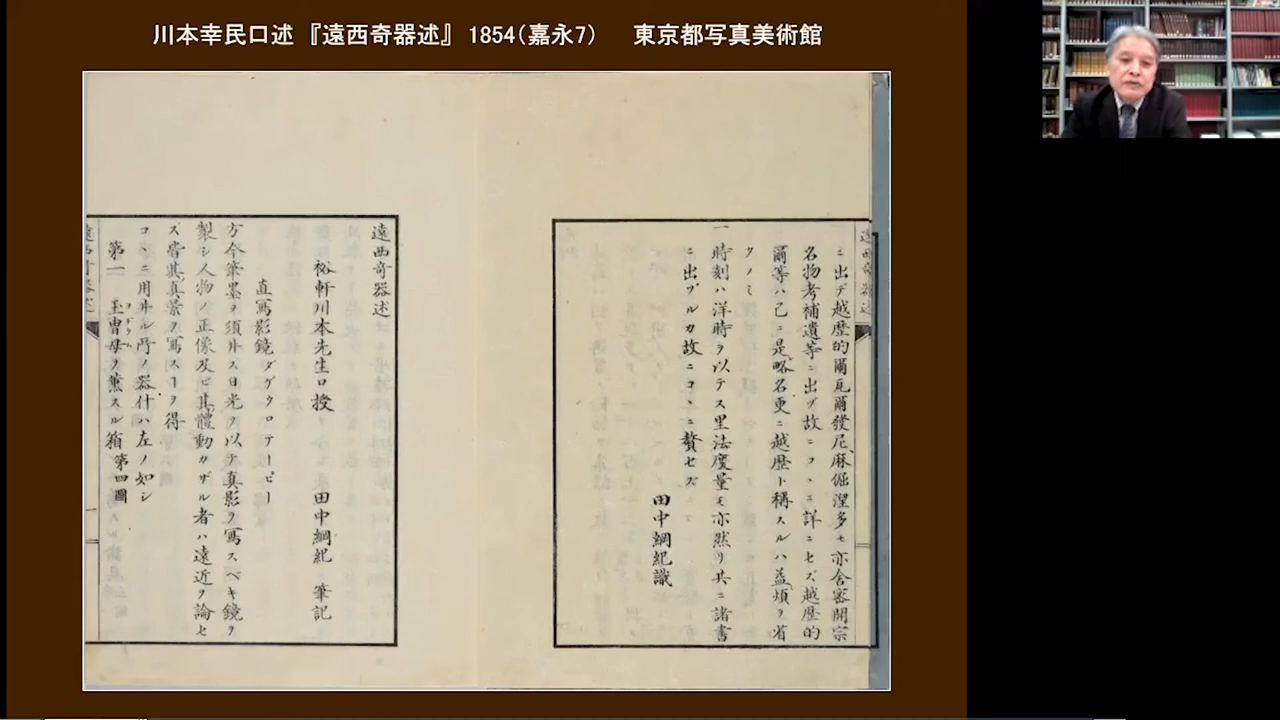 川本幸民口述『遠西奇器述』 1854(嘉永7)　東京都写真美術館
ニ出デ越歴的爾瓦爾發尼、麻倔涅多モ亦舎密開宗
名物考補遺等ニ出ヅ故ニコヽニ詳ニセズ越歴的
爾等ハ已ニ是略名更ニ越歴ト稱スルハ益煩ヲ省
クノミ
一時刻ハ洋時ヲ以テス里法度量モ亦然リ共ニ諸書
ニ出ヅルカ故ニコヽニ贅セズ
田中綱紀識
遠西奇器述
裕軒川本先生口授　田中綱紀　筆記
直寫影鏡ダゲウロテーピー
方今筆墨ヲ須井ス日光ヲ以テ真影ヲ寫スベキ鏡ヲ
製シ人物ノ正像及ビ其體動カザル者ハ遠近ヲ論セ
ズ皆其真景ヲ寫スヿヲ得
コヽニ用井ル所ノ器什ハ左ノ如シ
第一　玉曹母ヲ薫スル箱　第四圖
遠西奇器述